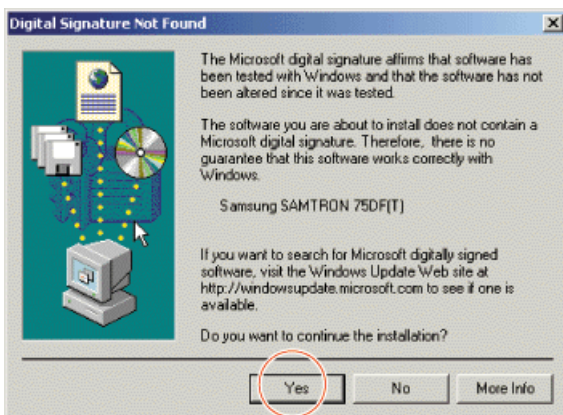 Digital Signature Not Found
The Microsoft digital signature affirms that software has
been tested with Windows and that the software has not
been altered since it was tested.
The software you are about to install does not contain a
Microsoft digital signature. Therefore, there is no
guarantee that this software works correctly with
Windows.
Samsung SAMTRON 75DF(T)
If you want to search for Microsoft digitally signed
software, visit the Windows Update Web site at
http://windowsupdate.microsoft.com to see if one is
available.
Do you want to continue the installation?
Yes No More Info